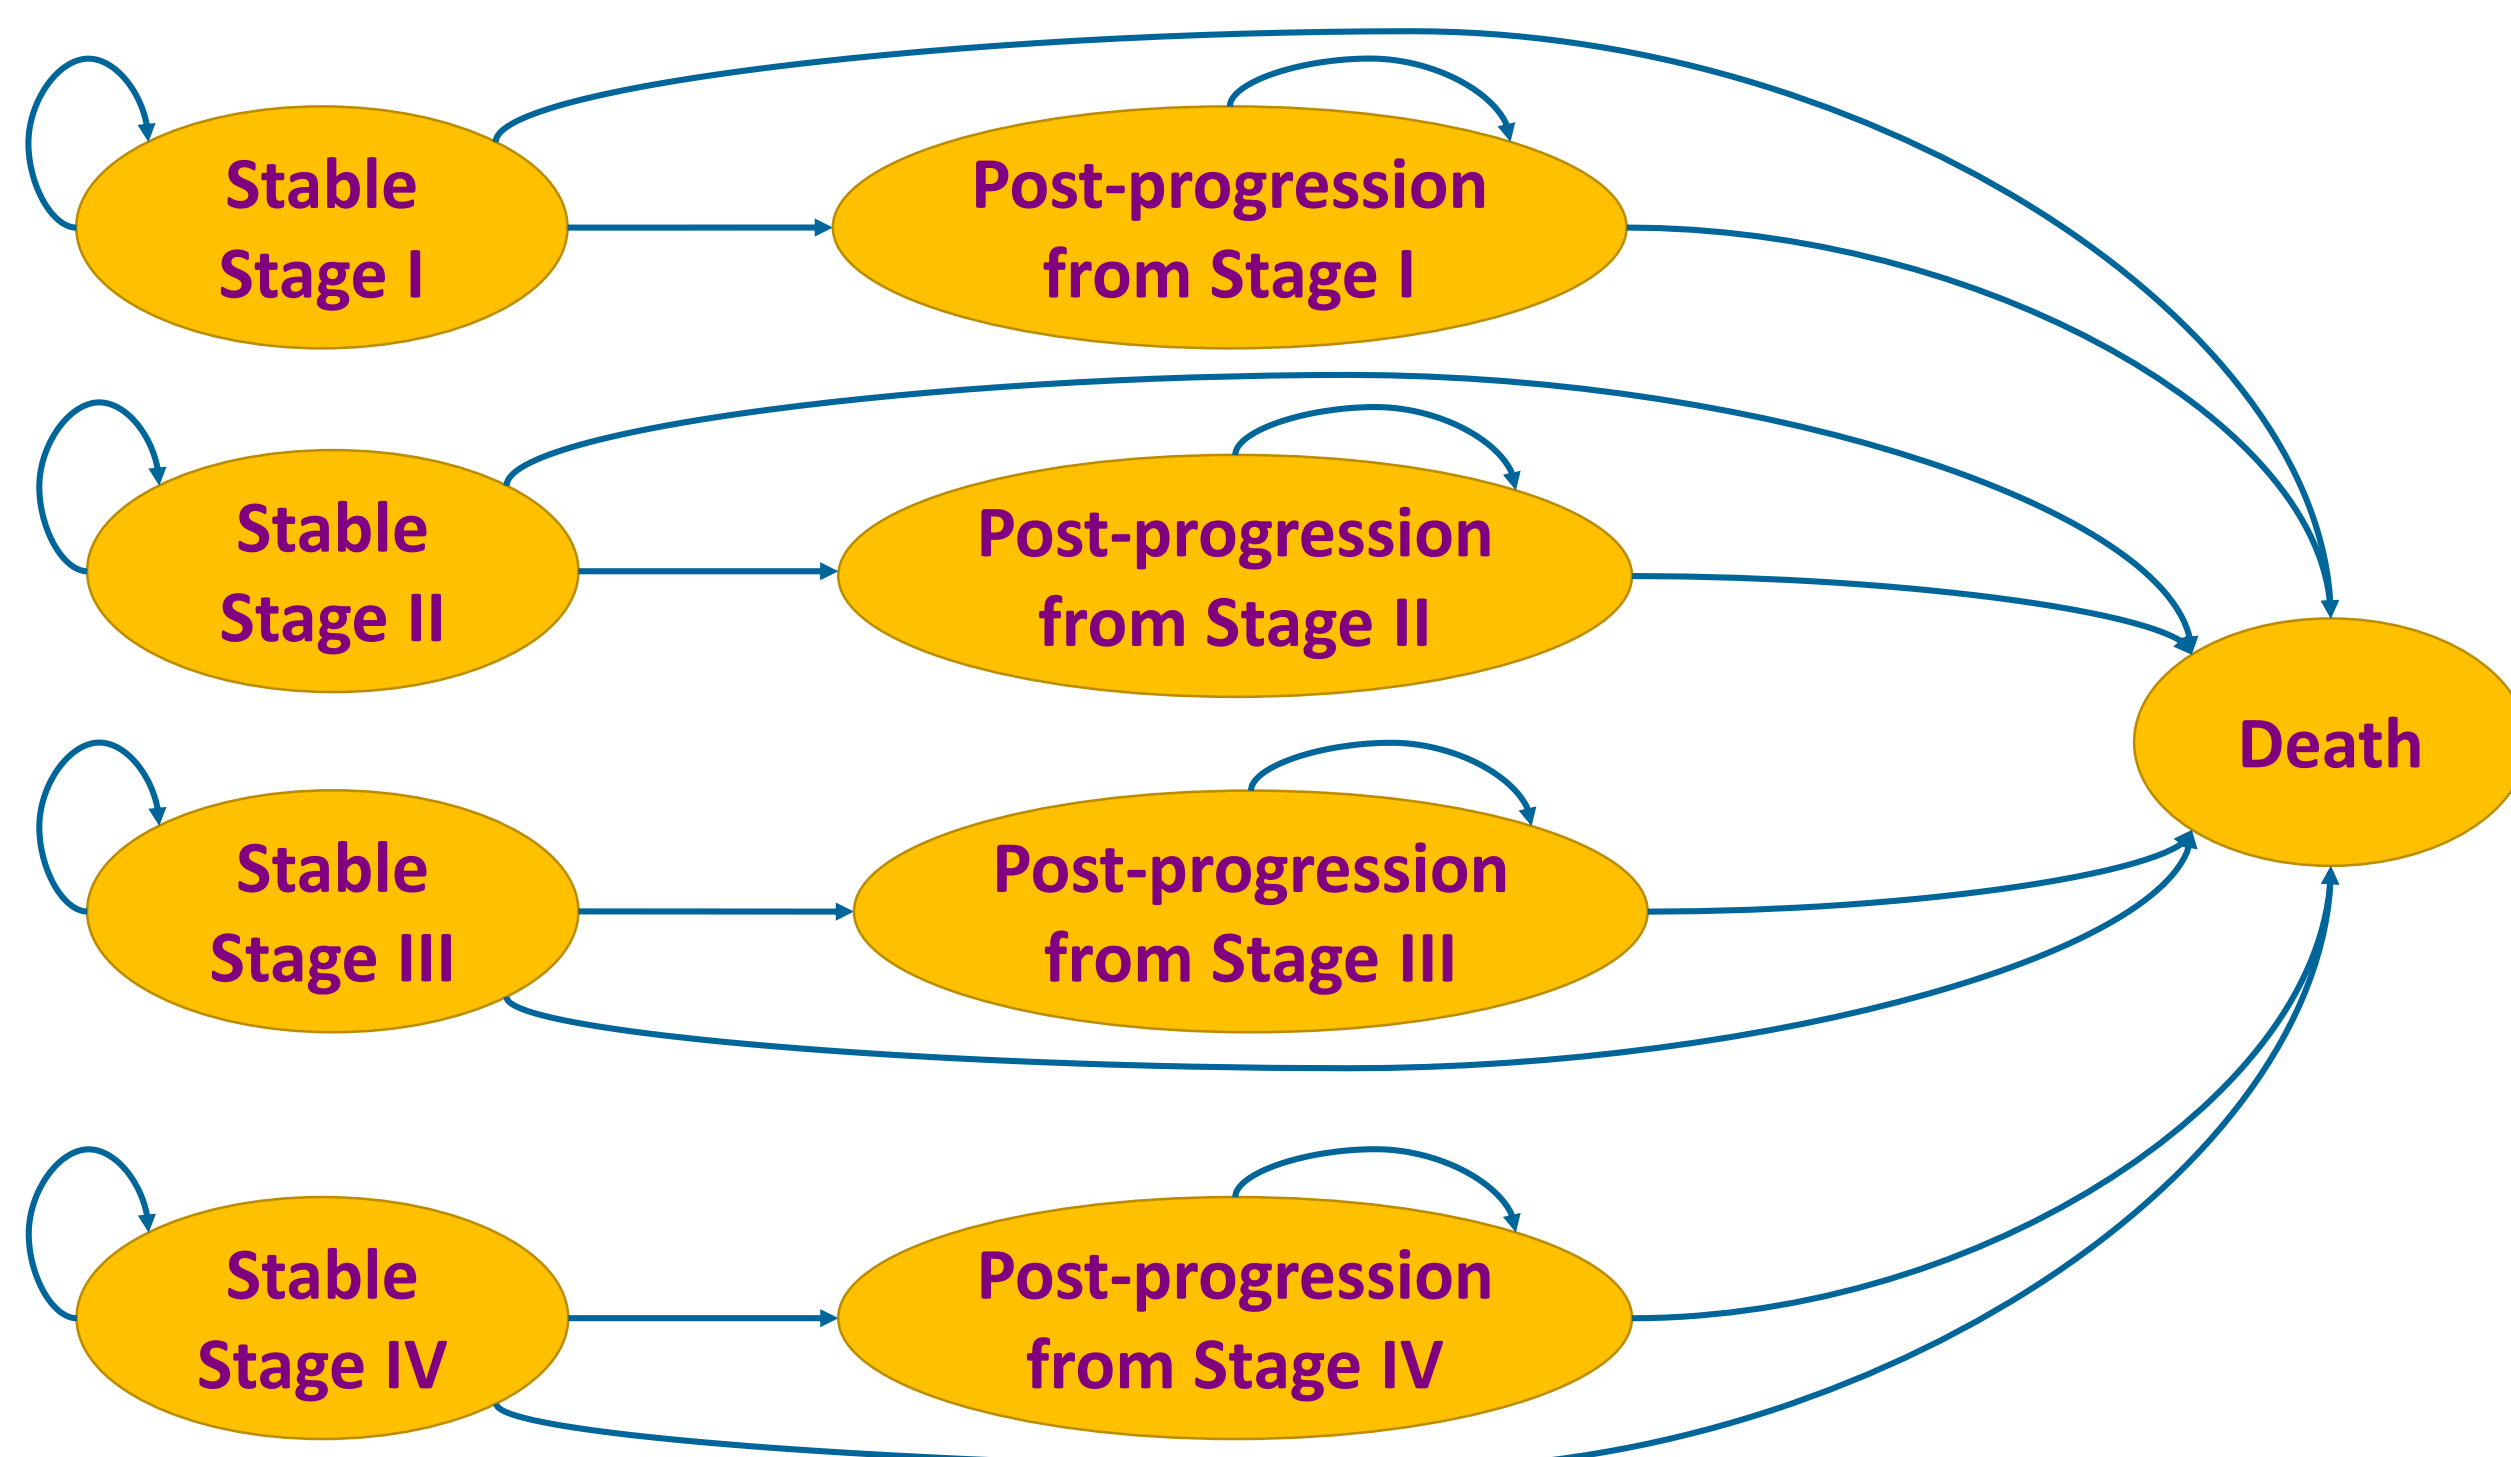 Stable
Stage I
Post-progression
from Stage I
Stable
Stage II
Post-progression
from Stage II
Death
Stable
Stage III
Post-progression
from Stage III
Stable
Stage IV
Post-progression
from Stage IV